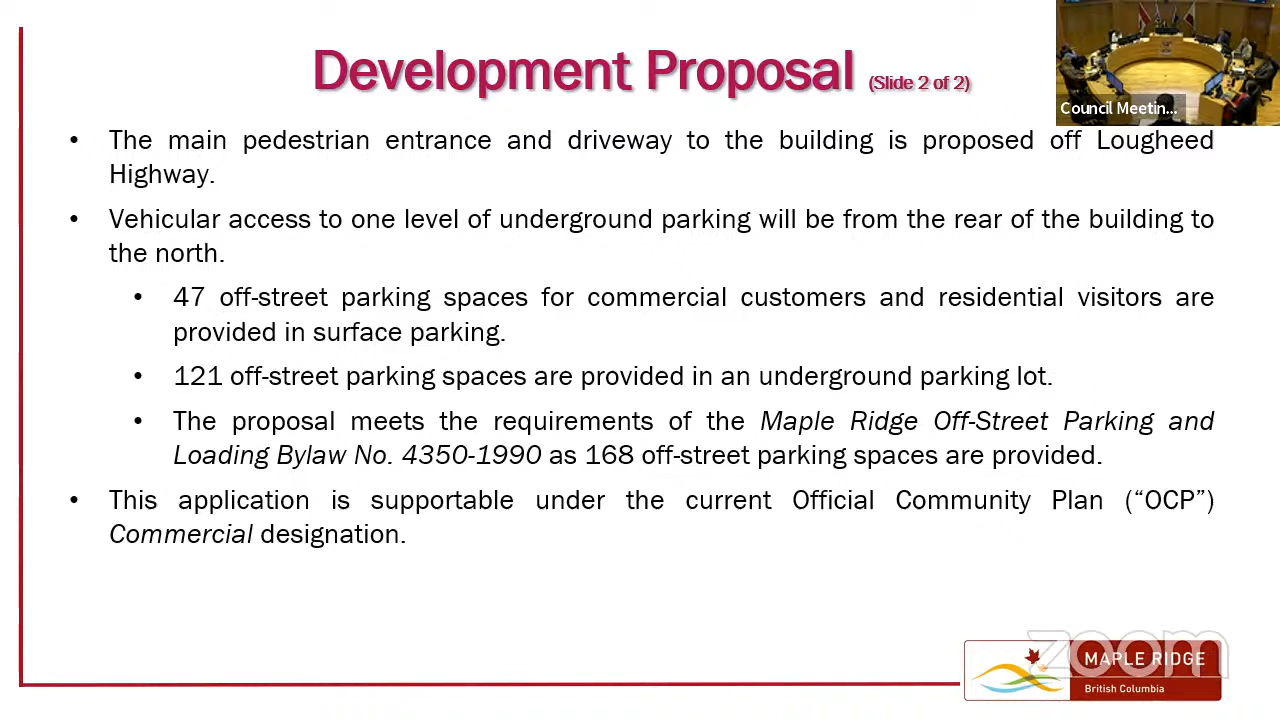 Development Proposal (Slide 2 of 2)
Council Meetin...
• The main pedestrian entrance and driveway to the building is proposed off Lougheed
Highway.
• Vehicular access to one level of underground parking will be from the rear of the building to
the north.
• 47 off-street parking spaces for commercial customers and residential visitors are
provided in surface parking.
• 121 off-street parking spaces are provided in an underground parking lot.
• The proposal meets the requirements of the Maple Ridge Off-Street Parking and
Loading Bylaw No. 4350-1990 as 168 off-street parking spaces are provided.
• This application is supportable under the current Official Community Plan (“OCP”)
Commercial designation.
zoom
MAPLE RIDGE
British Columbia